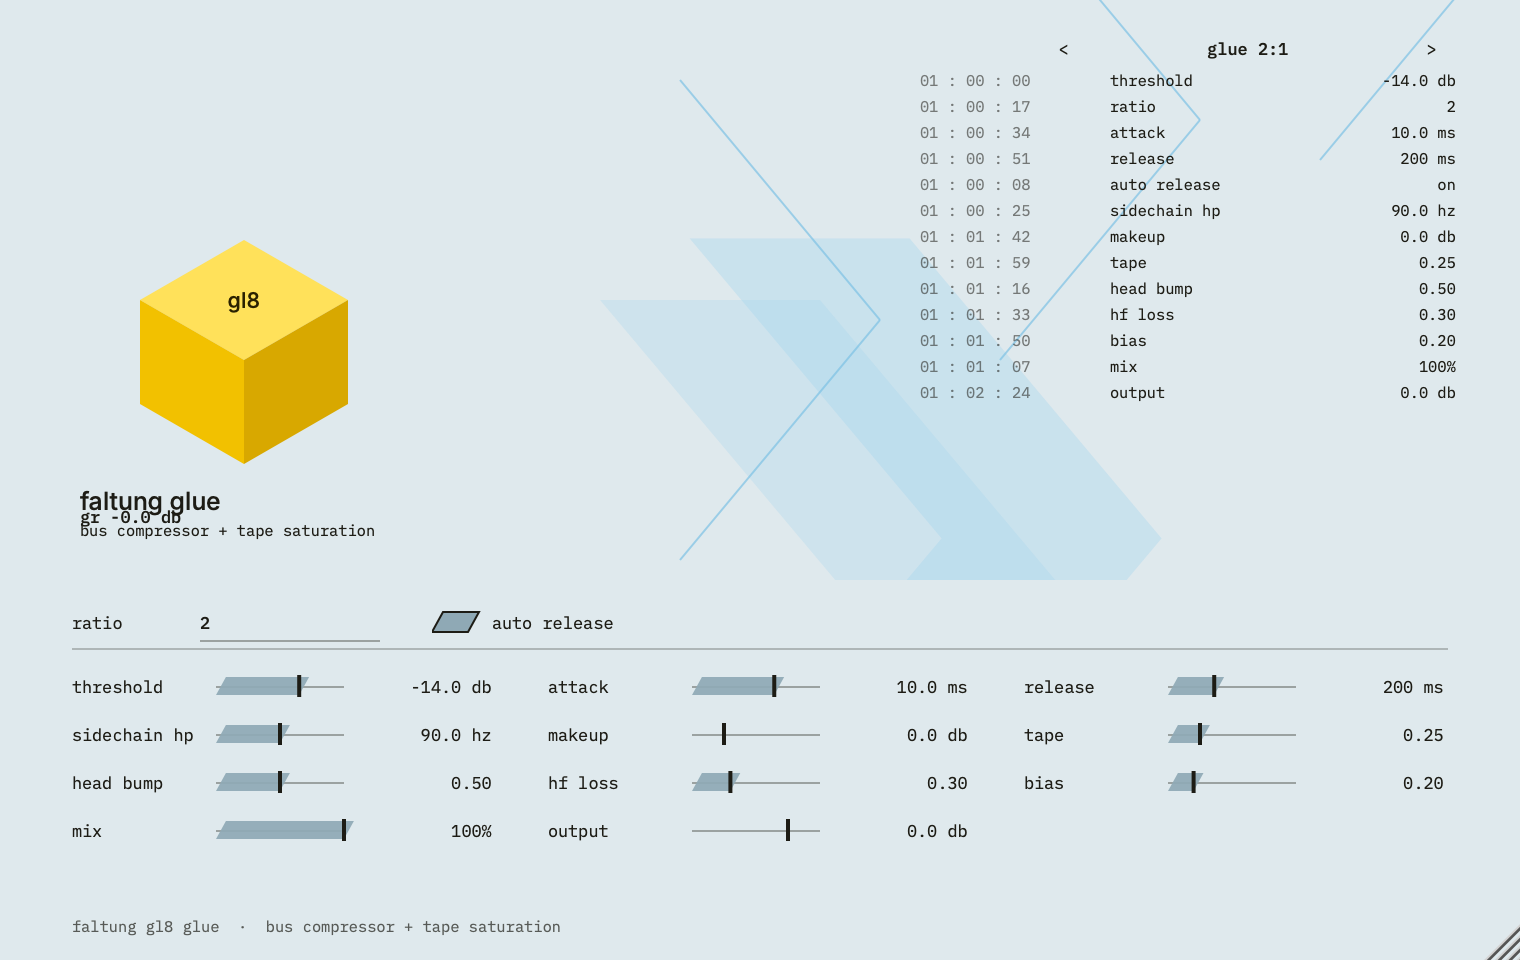 < glue 2:1 >
01 : 00 : 00 threshold -14.0 db
01 : 00 : 17 ratio 2
01 : 00 : 34 attack 10.0 ms
01 : 00 : 51 release 200 ms
01 : 00 : 08 auto release on
01 : 00 : 25 sidechain hp 90.0 hz
01 : 01 : 42 makeup 0.0 db
01 : 01 : 59 tape 0.25
01 : 01 : 16 head bump 0.50
01 : 01 : 33 hf loss 0.30
01 : 01 : 50 bias 0.20
01 : 01 : 07 mix 100%
01 : 02 : 24 output 0.0 db
gl8
faltung glue
gr -0.0 db
bus compressor + tape saturation
ratio 2 auto release
threshold -14.0 db attack 10.0 ms release 200 ms
sidechain hp 90.0 hz makeup 0.0 db tape 0.25
head bump 0.50 hf loss 0.30 bias 0.20
mix 100% output 0.0 db
faltung gl8 glue · bus compressor + tape saturation